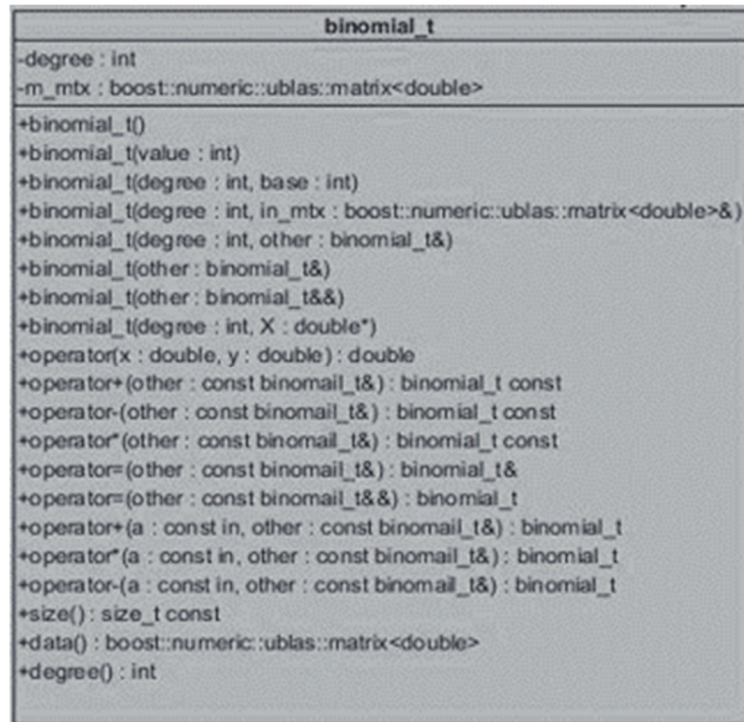 binomial_t
-degree : int
-m_mtx : boost::numeric::ublas::matrix<double>
+binomial_t()
+binomial_t(value : int)
+binomial_t(degree : int, base : int)
+binomial_t(degree : int, in_mtx : boost::numeric::ublas::matrix<double>&)
+binomial_t(degree : int, other : binomial_t&)
+binomial_t(other : binomial_t&)
+binomial_t(other : binomial_t&&)
+binomial_t(degree : int, X : double*)
+operator(x : double, y : double) : double
+operator+(other : const binomail_t&) : binomial_t const
+operator-(other : const binomail_t&) : binomial_t const
+operator*(other : const binomail_t&) : binomial_t const
+operator=(other : const binomail_t&) : binomial_t&
+operator=(other : const binomail_t&&) : binomial_t
+operator+(a : const in, other : const binomail_t&) : binomial_t
+operator*(a : const in, other : const binomail_t&) : binomial_t
+operator-(a : const in, other : const binomail_t&) : binomial_t
+size() : size_t const
+data() : boost::numeric::ublas::matrix<double>
+degree() : int